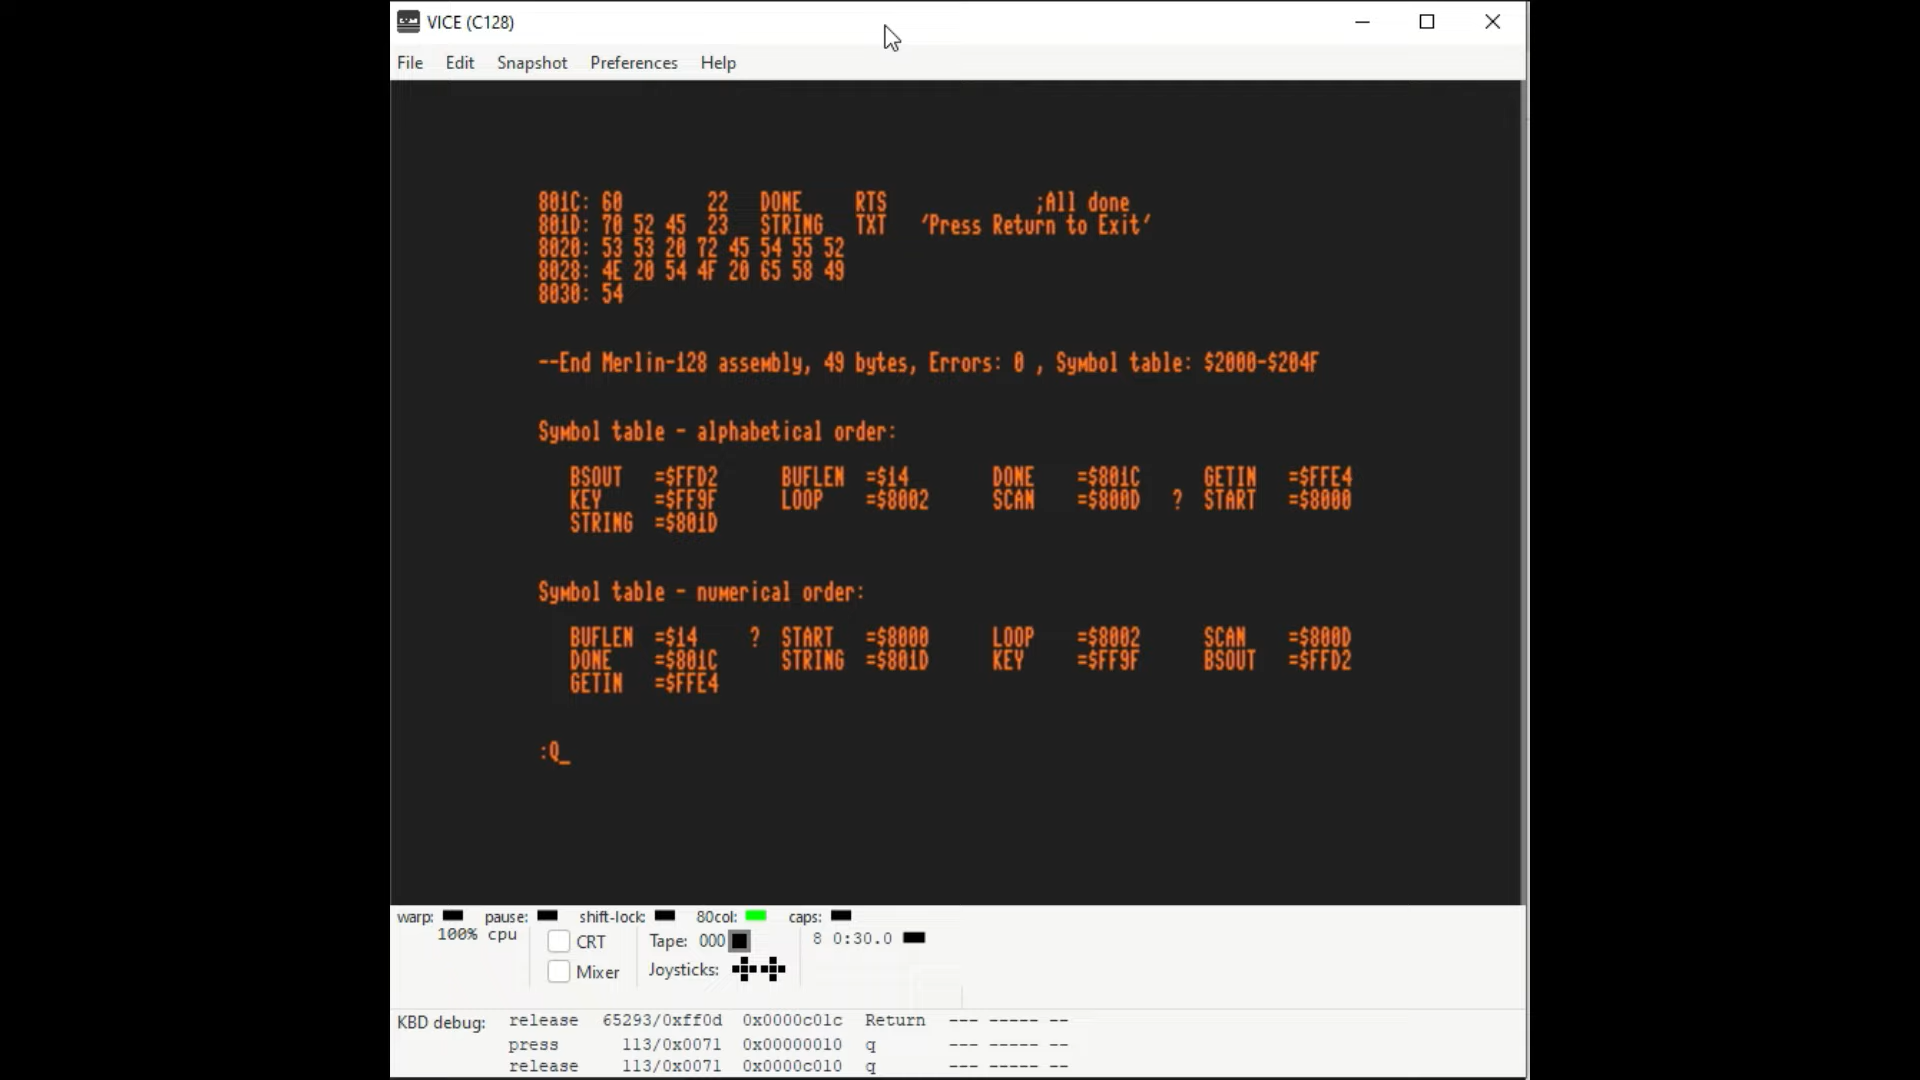 VICE (C128)
File Edit Snapshot Preferences Help
801C: 60 22 DONE RTS ;All done
801D: 70 52 45 23 STRING TXT 'Press Return to Exit'
8020: 53 53 20 72 45 54 55 52
8028: 4E 20 54 4F 20 65 58 49
8030: 54
--End Merlin-128 assembly, 49 bytes, Errors: 0 , Symbol table: $2000-$204F
Symbol table - alphabetical order:
BSOUT =$FFD2 BUFLEN =$14 DONE =$801C GETIN =$FFE4
KEY =$FF9F LOOP =$8002 SCAN =$800D ? START =$8000
STRING =$801D
Symbol table - numerical order:
BUFLEN =$14 ? START =$8000 LOOP =$8002 SCAN =$800D
DONE =$801C STRING =$801D KEY =$FF9F BSOUT =$FFD2
GETIN =$FFE4
:Q_
warp: pause: shift-lock: 80col: caps:
100% cpu CRT Tape: 000 8 0:30.0
Mixer Joysticks:
KBD debug: release 65293/0xff0d 0x0000c01c Return --- ----- --
press 113/0x0071 0x00000010 q --- ----- --
release 113/0x0071 0x0000c010 q --- ----- --